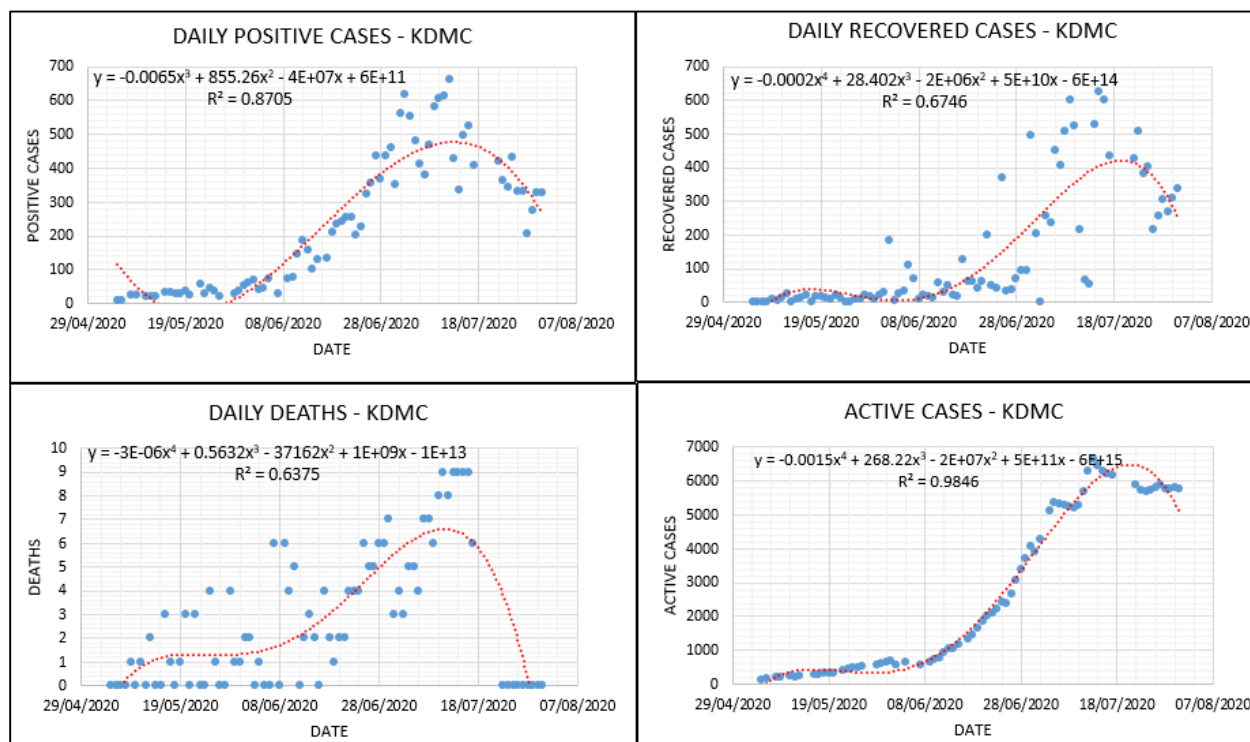 DAILY POSITIVE CASES - KDMC
y = -0.0065x³ + 855.26x² - 4E+07x + 6E+11
R² = 0.8705
POSITIVE CASES
700
600
500
400
300
200
100
0
29/04/2020 19/05/2020 08/06/2020 28/06/2020 18/07/2020 07/08/2020
DATE
DAILY RECOVERED CASES - KDMC
y = -0.0002x⁴ + 28.402x³ - 2E+06x² + 5E+10x - 6E+14
R² = 0.6746
RECOVERED CASES
700
600
500
400
300
200
100
0
29/04/2020 19/05/2020 08/06/2020 28/06/2020 18/07/2020 07/08/2020
DATE
DAILY DEATHS - KDMC
y = -3E-06x⁴ + 0.5632x³ - 37162x² + 1E+09x - 1E+13
R² = 0.6375
DEATHS
10
9
8
7
6
5
4
3
2
1
0
29/04/2020 19/05/2020 08/06/2020 28/06/2020 18/07/2020 07/08/2020
DATE
ACTIVE CASES - KDMC
y = -0.0015x⁴ + 268.22x³ - 2E+07x² + 5E+11x - 6E+15
R² = 0.9846
ACTIVE CASES
7000
6000
5000
4000
3000
2000
1000
0
29/04/2020 19/05/2020 08/06/2020 28/06/2020 18/07/2020 07/08/2020
DATE